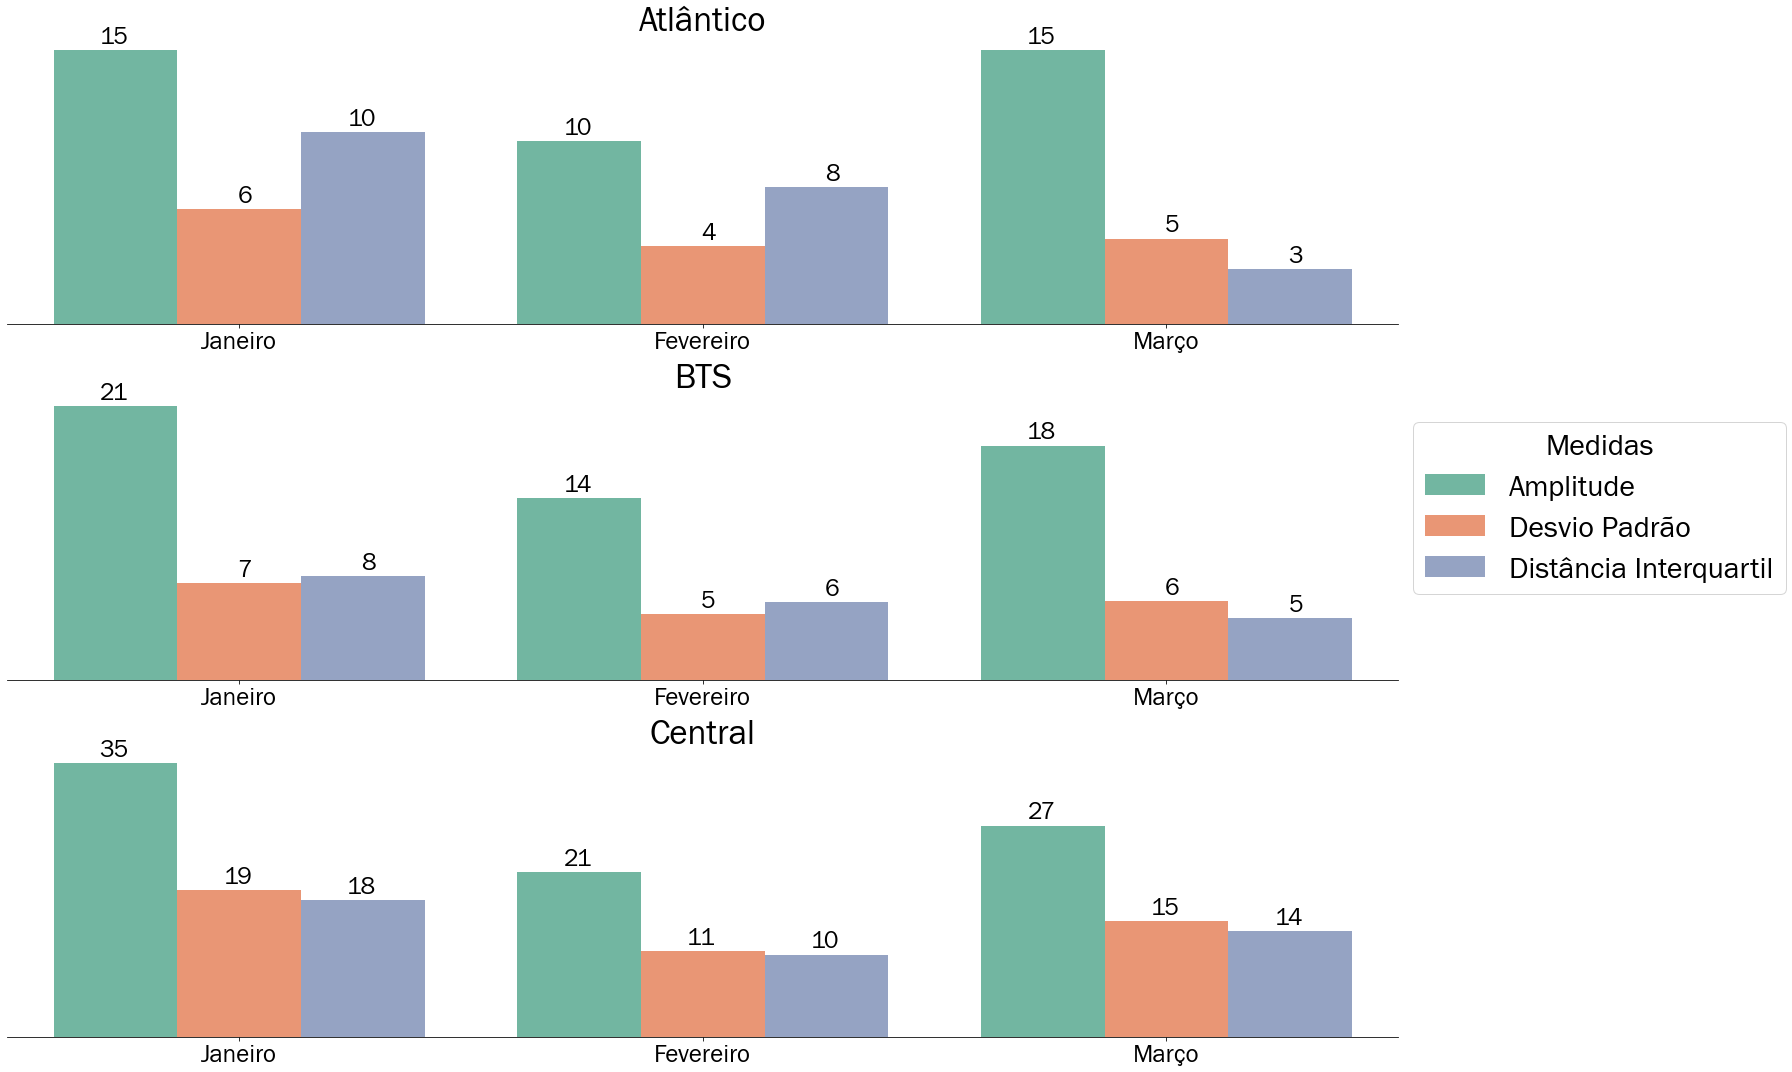 Atlântico
15
6
10
10
4
8
15
5
3
Janeiro
Fevereiro
Março
BTS
21
7
8
14
5
6
18
6
5
Janeiro
Fevereiro
Março
Central
35
19
18
21
11
10
27
15
14
Janeiro
Fevereiro
Março
Medidas
Amplitude
Desvio Padrão
Distância Interquartil